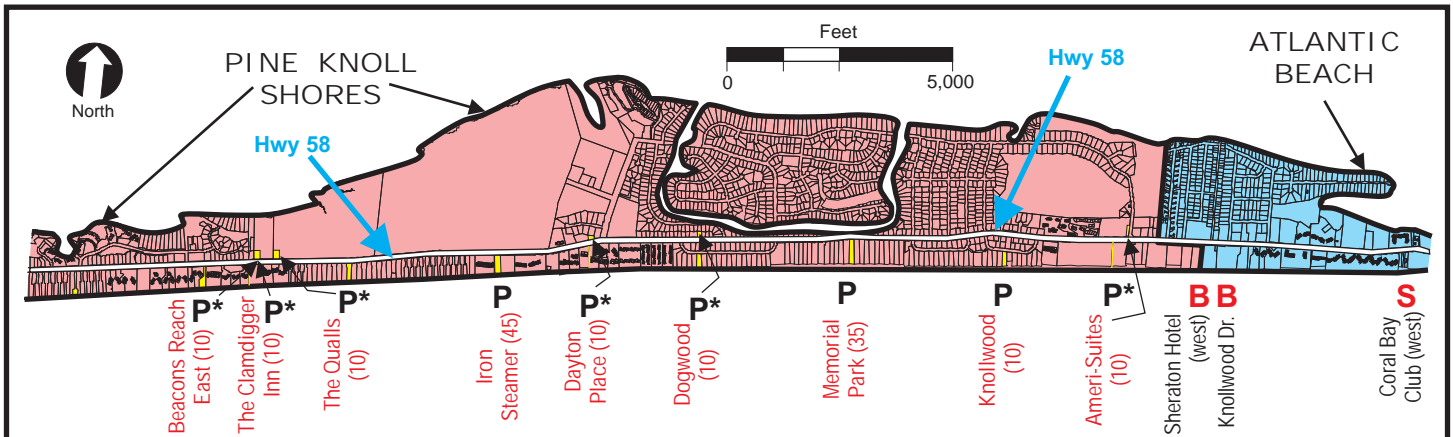 Feet
0
5,000
North
PINE KNOLL
SHORES
Hwy 58
Hwy 58
ATLANTIC
BEACH
P*
P*
P*
P
P*
P*
P
P
P*
B
B
S
Beacons Reach
East (10)
The Clamdigger
Inn (10)
The Qualls
(10)
Iron
Steamer (45)
Dayton
Place (10)
Dogwood
(10)
Memorial
Park (35)
Knollwood
(10)
Ameri-Suites
(10)
Sheraton Hotel
(west)
Knollwood Dr.
Coral Bay
Club (west)